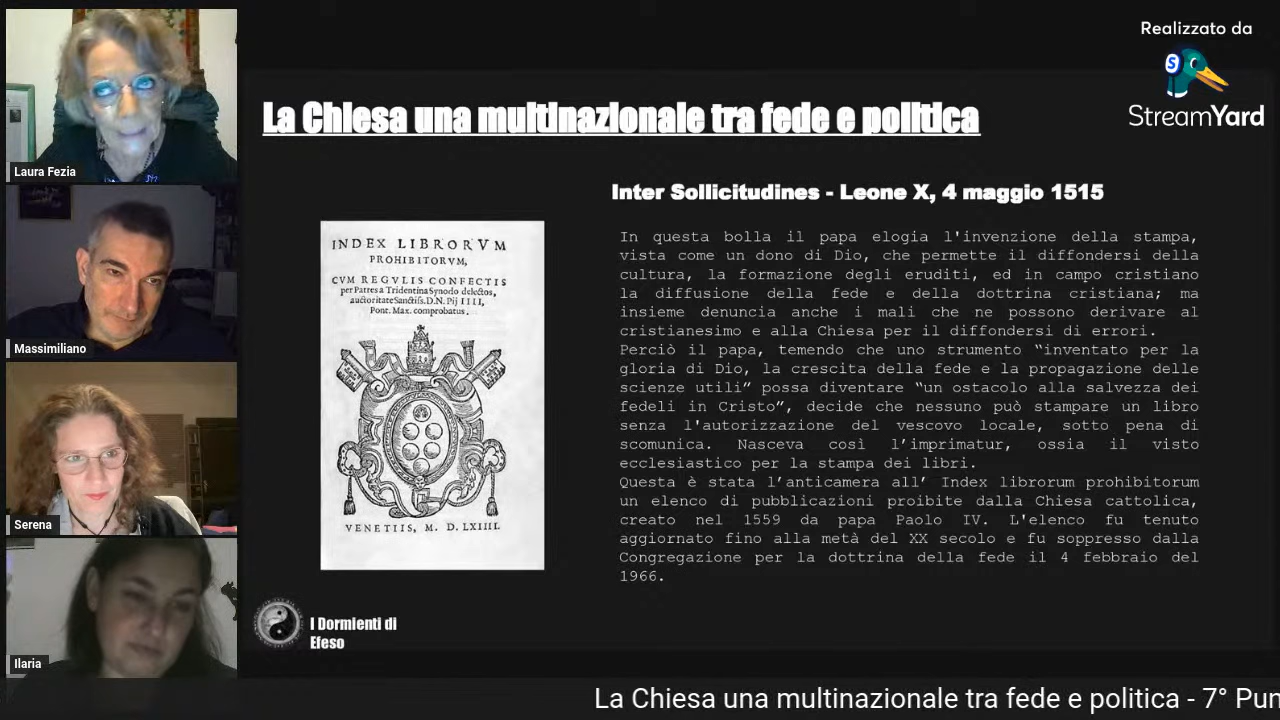 Laura Fezia
Massimiliano
Serena
Ilaria
Realizzato da
StreamYard
La Chiesa una multinazionale tra fede e politica
INDEX LIBRORVM
PROHIBITORVM,
CVM REGVLIS CONFECTIS
per Patres a Tridentina Synodo delectos,
auctoritate Sanctiss. D.N. Pij IIII,
Pont. Max. comprobatus.
VENETIIS, M. D. LXIIII.
Inter Sollicitudines - Leone X, 4 maggio 1515
In questa bolla il papa elogia l'invenzione della stampa,
vista come un dono di Dio, che permette il diffondersi della
cultura, la formazione degli eruditi, ed in campo cristiano
la diffusione della fede e della dottrina cristiana; ma
insieme denuncia anche i mali che ne possono derivare al
cristianesimo e alla Chiesa per il diffondersi di errori.
Perciò il papa, temendo che uno strumento “inventato per la
gloria di Dio, la crescita della fede e la propagazione delle
scienze utili” possa diventare “un ostacolo alla salvezza dei
fedeli in Cristo”, decide che nessuno può stampare un libro
senza l'autorizzazione del vescovo locale, sotto pena di
scomunica. Nasceva così l’imprimatur, ossia il visto
ecclesiastico per la stampa dei libri.
Questa è stata l’anticamera all’ Index librorum prohibitorum
un elenco di pubblicazioni proibite dalla Chiesa cattolica,
creato nel 1559 da papa Paolo IV. L'elenco fu tenuto
aggiornato fino alla metà del XX secolo e fu soppresso dalla
Congregazione per la dottrina della fede il 4 febbraio del
1966.
I Dormienti di
Efeso
La Chiesa una multinazionale tra fede e politica - 7° Pun